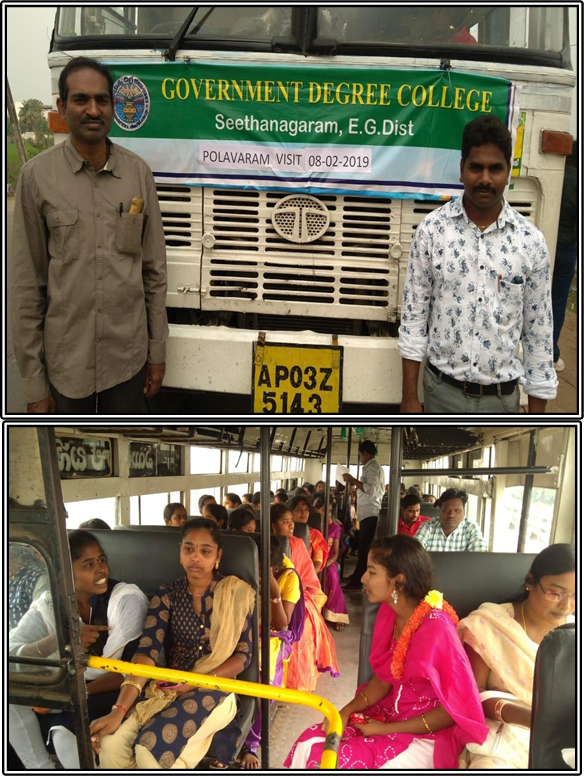 GOVERNMENT DEGREE COLLEGE
Seethanagaram, E.G.Dist
POLAVARAM VISIT 08-02-2019
AP03Z
5143